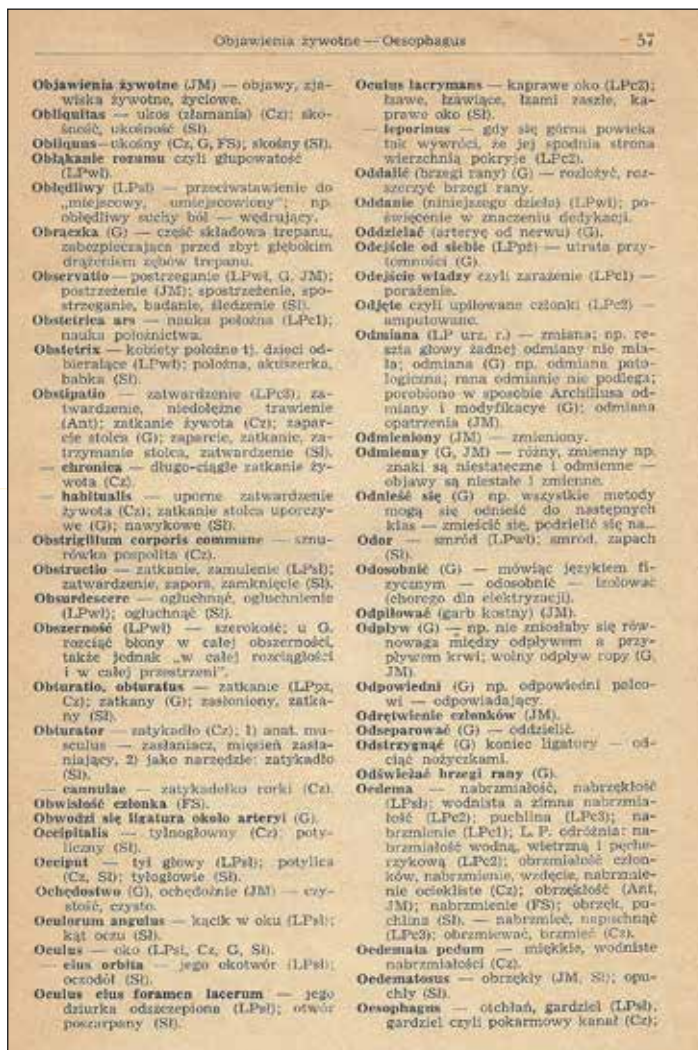 Objawienia żywotne — Oesophagus 57
Objawienia żywotne (JM) — objawy, zja-
wiska żywotne, życiowe.
Obliquitas — ukos (złamania) (Cz); sko-
śność, ukośność (Sł).
Obliquus — ukośny (Cz, G, FS); skośny (Sł).
Obłąkanie rozumu czyli głupowatość
(LPwł).
Obłędliwy (LPsł) — przeciwstawienie do
„miejscowy, umiejscowiony"; np.
obłędliwy suchy ból — wędrujący.
Obrączka (G) — część składowa trepanu,
zabezpieczająca przed zbyt głębokim
drążeniem zębów trepanu.
Observatio — postrzeganie (LPwł, G, JM);
postrzeżenie (JM); spostrzeżenie, spo-
strzeganie, badanie, śledzenie (Sł).
Obstetrica ars — nauka położna (LPc1);
nauka położnictwa.
Obstetrix — kobiety położne tj. dzieci od-
bierające (LPwł); położna, akuszerka,
babka (Sł).
Obstipatio — zatwardzenie (LPc3); za-
twardzenie, niedołężne trawienie
(Ant); zatkanie żywota (Cz); zapar-
cie stolca (G); zaparcie, zatkanie, za-
trzymanie stolca, zatwardzenie (Sł).
— chronica — długo-ciągłe zatkanie ży-
wota (Cz).
— habitualis — uporne zatwardzenie
żywota (Cz); zatkanie stolca uporczy-
we (G); nawykowe (Sł).
Obstrigillum corporis commune — sznu-
rówka pospolita (Cz).
Obstructio — zatkanie, zamulenie (LPsł);
zatwardzenie, zapora, zamknięcie (Sł).
Obsurdescere — ogłuchnąć, ogłuchnienie
(LPwł); ogłuchnąć (Sł).
Obszerność (LPwł) — szerokość; u G.
rozciąć błony w całej obszerności,
także jednak „w całej rozciągłości
i w całej przestrzeni".
Obturatio, obturatus — zatkanie (LPpż,
Cz); zatkany (G); zasłoniony, zatka-
ny (Sł).
Obturator — zatykadło (Cz); 1) anat. mu-
sculus — zasłaniacz, mięsień zasła-
niający, 2) jako narzędzie: zatykadło
(Sł).
— cannulae — zatykadełko rorki (Cz).
Obwisłość członka (FS).
Obwodzi się ligatura około arteryi (G).
Occipitalis — tylnogłowny (Cz); poty-
liczny (Sł).
Occiput — tył głowy (LPsł); potylica
(Cz, Sł); tyłogłowie (Sł).
Ochędostwo (G), ochędożnie (JM) — czy-
stość, czysto.
Oculorum angulus — kącik w oku (LPsł);
kąt oczu (Sł).
Oculus — oko (LPsł, Cz, G, Sł).
— eius orbita — jego okotwór (LPsł);
oczodół (Sł).
Oculus eius foramen lacerum — jego
dziurka odszczepiona (LPsł); otwór
poszarpany (Sł).
Oculus lacrymans — kaprawe oko (LPc2);
łzawe, łzawiące, łzami zaszłe, ka-
prawe oko (Sł).
— leporinus — gdy się górna powieka
tak wywróci, że jej spodnia strona
wierzchnią pokryje (LPc2).
Oddalić (brzegi rany) (G) — rozłożyć, roz-
szerzyć brzegi rany.
Oddanie (niniejszego dzieła) (LPwł); po-
święcenie w znaczeniu dedykacji.
Oddzielać (arteryę od nerwu) (G).
Odejście od siebie (LPpż) — utrata przy-
tomności (G).
Odejście władzy czyli zarażenie (LPc1) —
porażenie.
Odjęte czyli upiłowane członki (LPc2) —
amputowane.
Odmiana (LP urz. r.) — zmiana; np. re-
szta głowy żadnej odmiany nie mia-
ła; odmiana (G) np. odmiana pato-
logiczna; rana odmianie nie podlega;
porobiono w sposobie Archillusa od-
miany i modyfikacye (G); odmiana
opatrzenia (JM).
Odmieniony (JM) — zmieniony.
Odmienny (G, JM) — różny, zmienny np.
znaki są niestateczne i odmienne —
objawy są niestałe i zmienne.
Odnieść się (G) np. wszystkie metody
mogą się odnieść do następnych
klas — zmieścić się, podzielić się na...
Odor — smród (LPwł); smród, zapach
(Sł).
Odosobnić (G) — mówiąc językiem fi-
zycznym — odosobnić — izolować
(chorego dla elektryzacji).
Odpiłować (garb kostny) (JM).
Odpływ (G) — np. nie zniosłaby się rów-
nowaga między odpływem a przy-
pływem krwi; wolny odpływ ropy (G,
JM).
Odpowiedni (G) np. odpowiedni palco-
wi — odpowiadający.
Odrętwienie członków (JM).
Odseparować (G) — oddzielić.
Odstrzygnąć (G) koniec ligatury — od-
ciąć nożyczkami.
Odświeżać brzegi rany (G).
Oedema — nabrzmiałość, nabrzękłość
(LPsł); wodnista a zimna nabrzmia-
łość (LPc2); puchlina (LPc3); na-
brzmienie (LPc1); L. P. odróżnia: na-
brzmiałość wodną, wietrzną i pęche-
rzykową (LPc2); obrzmiałość człon-
ków, nabrzmienie, wzdęcie, nabrzmie-
nie ociekliste (Cz); obrzękłość (Ant,
JM); nabrzmienie (FS); obrzęk, pu-
chlina (Sł). — nabrzmieć, napuchnąć
(LPc3); obrzmiewać, brzmieć (Cz).
Oedemata pedum — miękkie, wodniste
nabrzmiałości (Cz).
Oedematosus — obrzękły (JM, Sł); opu-
chły (Sł).
Oesophagus — otchłań, gardziel (LPsł),
gardziel czyli pokarmowy kanał (Cz);